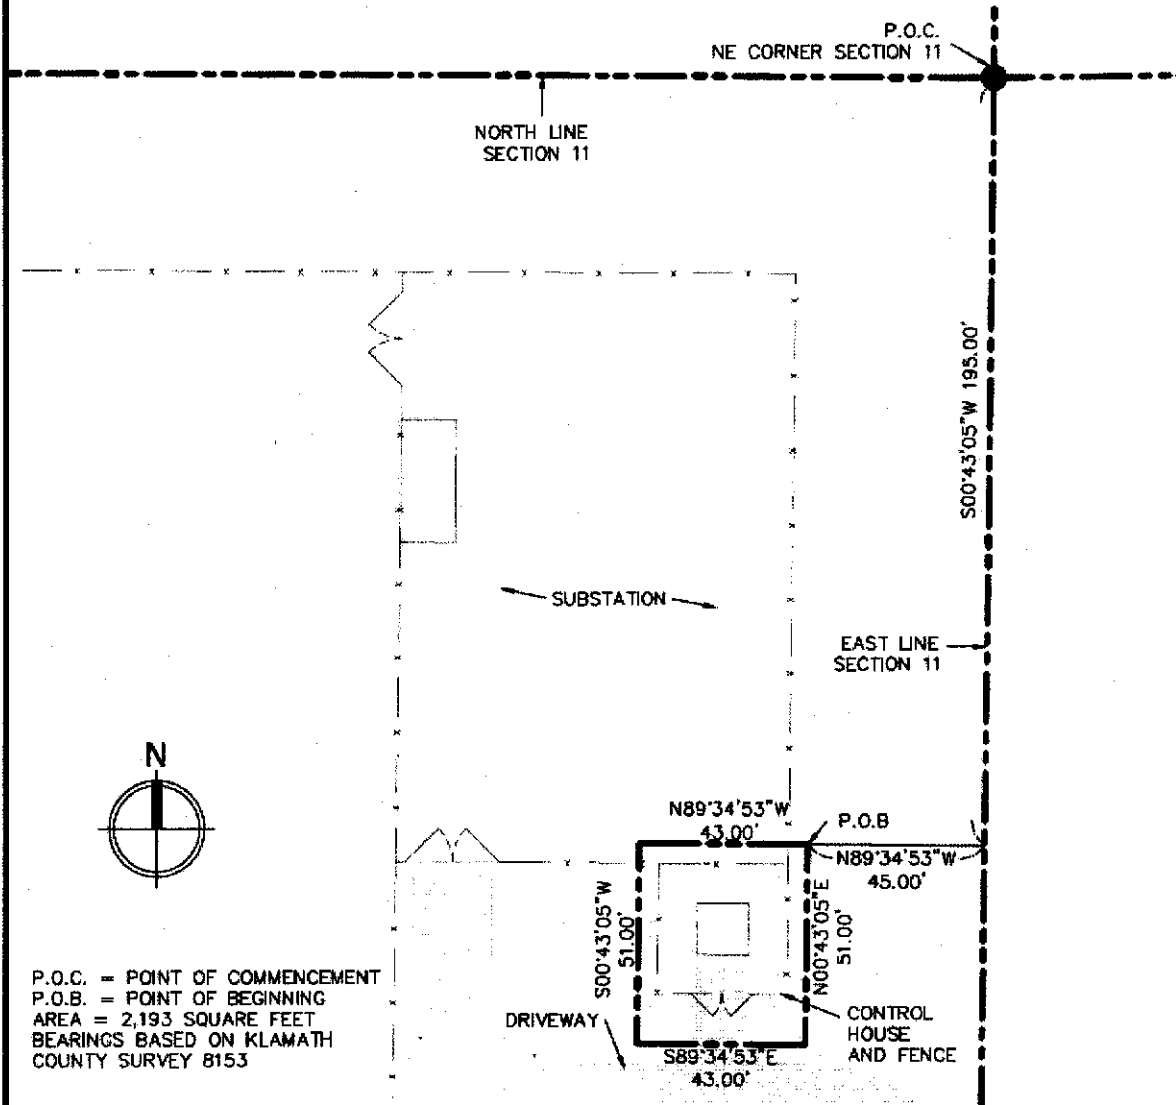 P.O.C.
NE CORNER SECTION 11
NORTH LINE
SECTION 11
S00°43'05"W 195.00'
SUBSTATION
EAST LINE
SECTION 11
N
N89°34'53"W
43.00'
P.O.B
N89°34'53"W
45.00'
S00°43'05"W
51.00'
N00°43'05"E
51.00'
P.O.C. = POINT OF COMMENCEMENT
P.O.B. = POINT OF BEGINNING
AREA = 2,193 SQUARE FEET
BEARINGS BASED ON KLAMATH
COUNTY SURVEY 8153
DRIVEWAY
CONTROL
HOUSE
AND FENCE
S89°34'53"E
43.00'